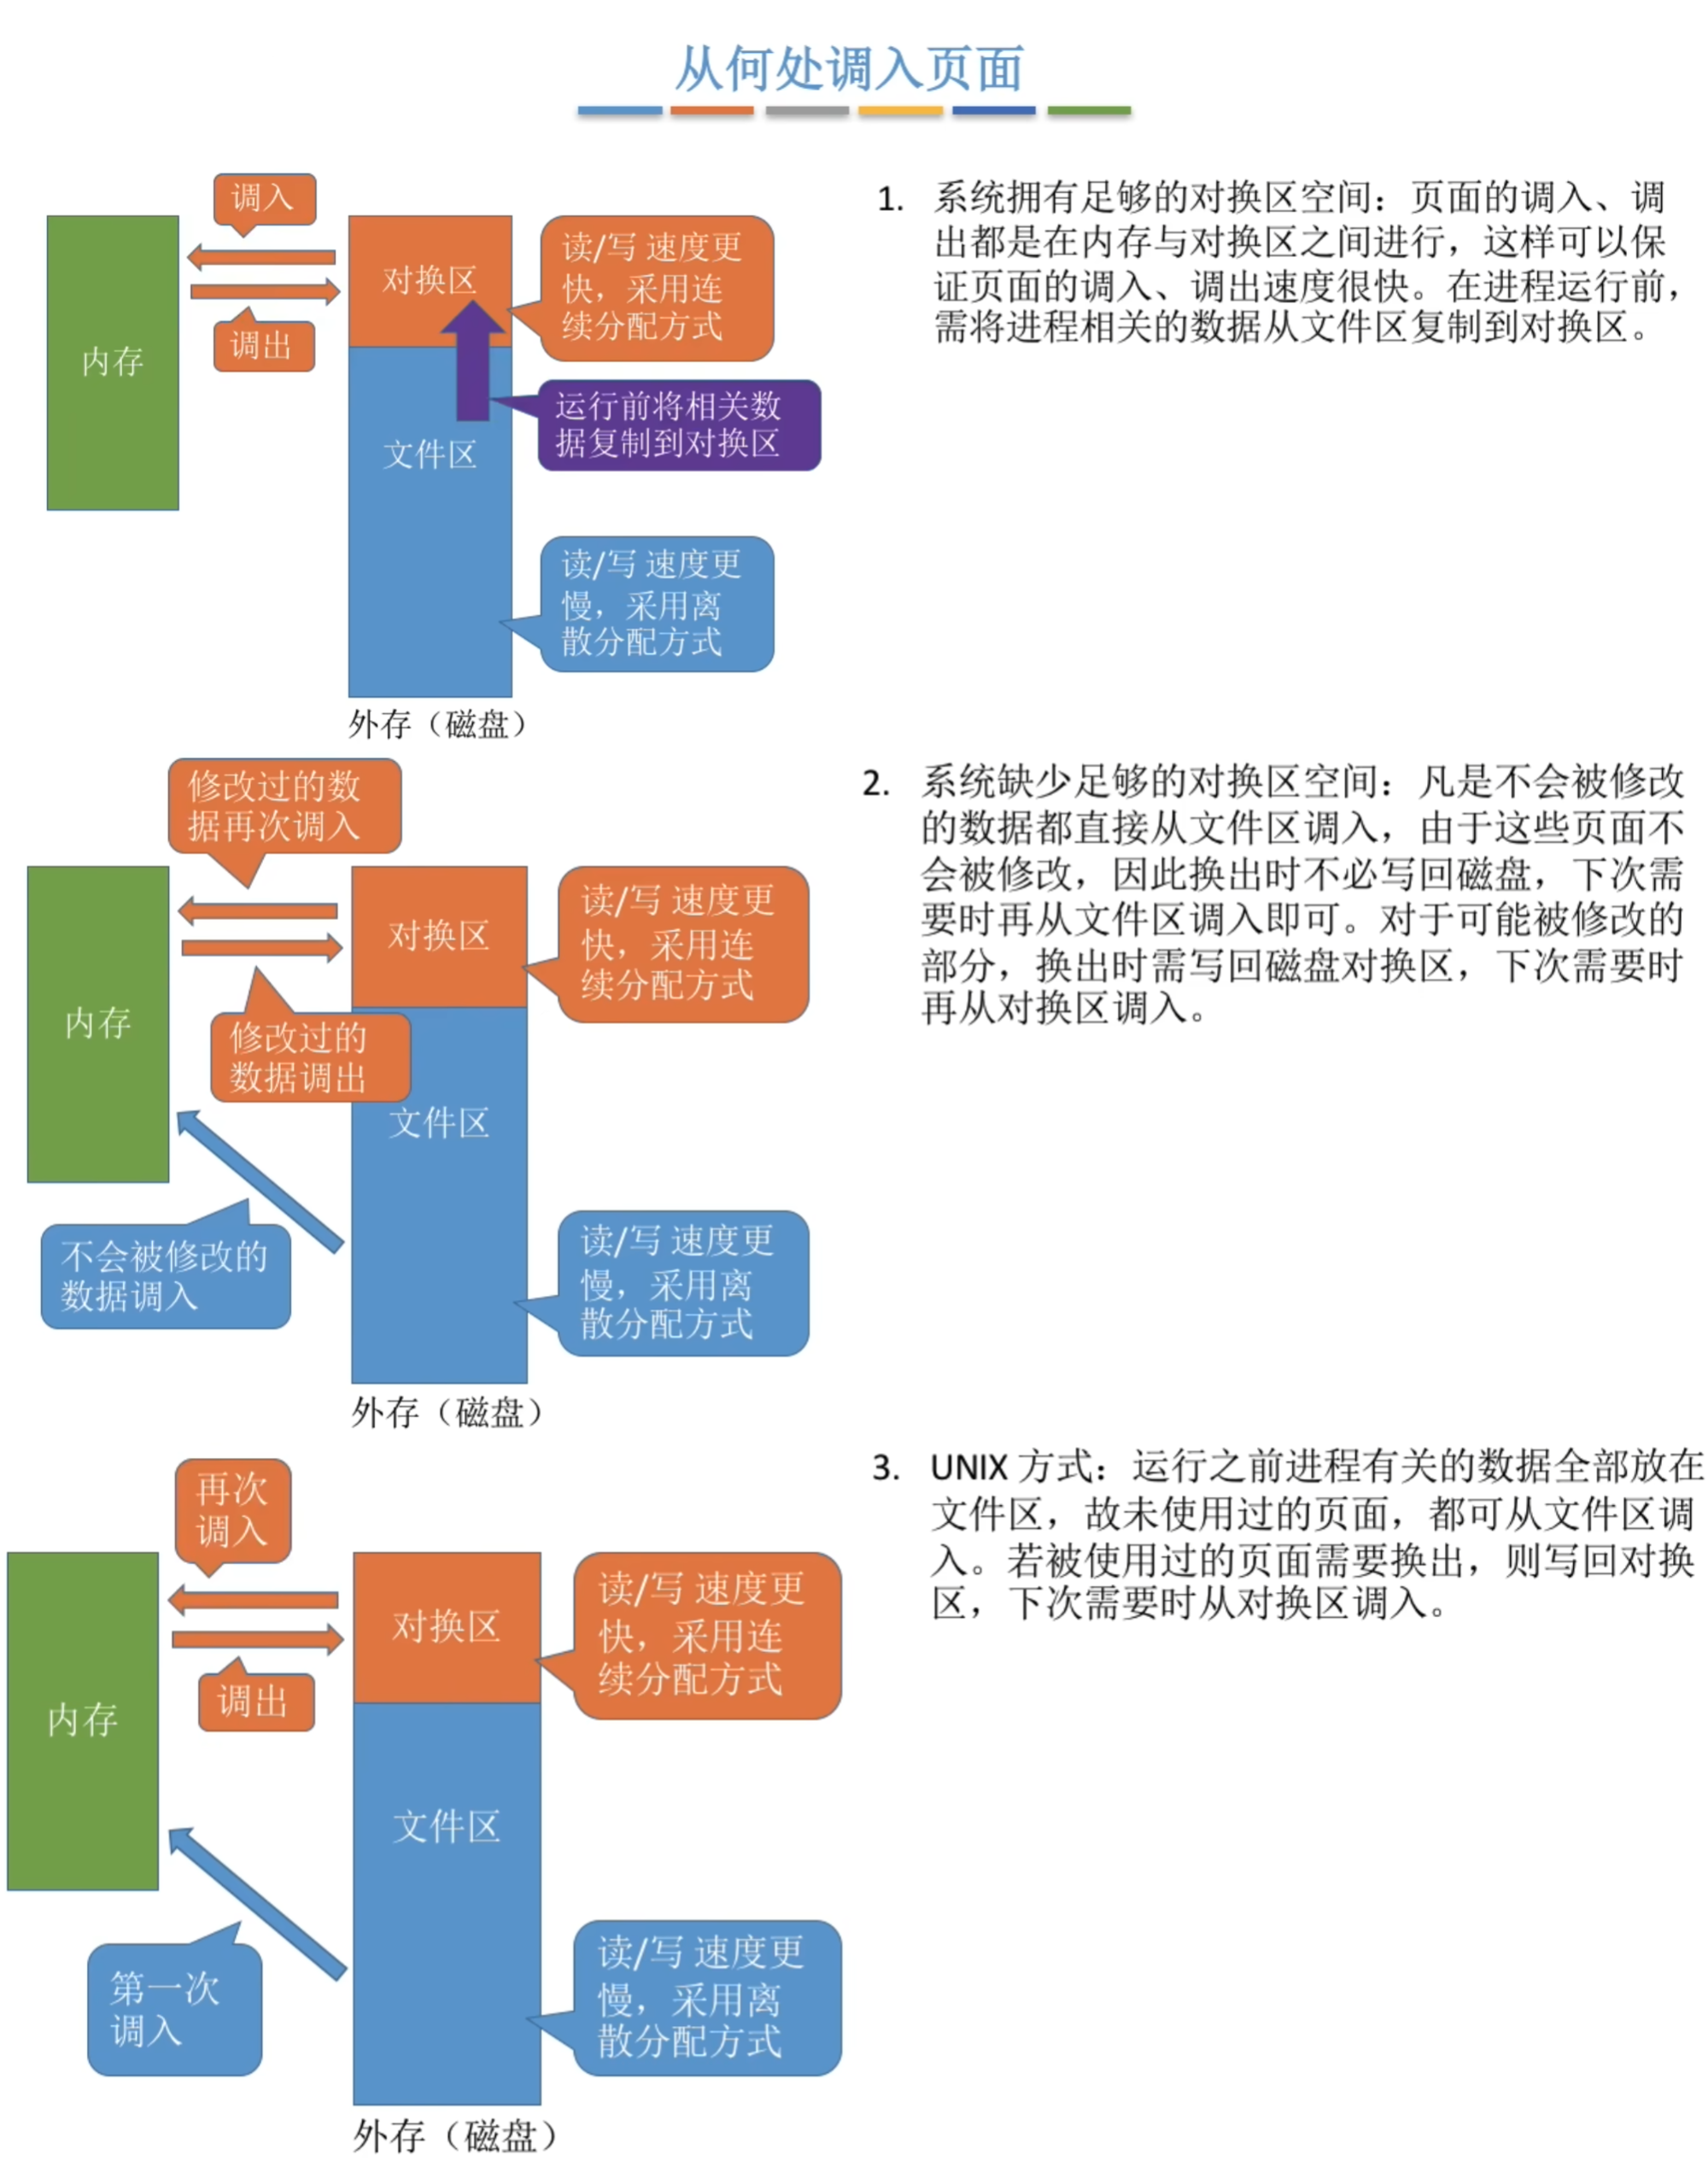 从何处调入页面
调入
调出
内存
对换区
文件区
读/写 速度更
快，采用连
续分配方式
运行前将相关数
据复制到对换区
读/写 速度更
慢，采用离
散分配方式
外存（磁盘）
1. 系统拥有足够的对换区空间：页面的调入、调
出都是在内存与对换区之间进行，这样可以保
证页面的调入、调出速度很快。在进程运行前，
需将进程相关的数据从文件区复制到对换区。
修改过的数
据再次调入
内存
对换区
修改过的
数据调出
文件区
不会被修改的
数据调入
读/写 速度更
快，采用连
续分配方式
读/写 速度更
慢，采用离
散分配方式
外存（磁盘）
2. 系统缺少足够的对换区空间：凡是不会被修改
的数据都直接从文件区调入，由于这些页面不
会被修改，因此换出时不必写回磁盘，下次需
要时再从文件区调入即可。对于可能被修改的
部分，换出时需写回磁盘对换区，下次需要时
再从对换区调入。
再次
调入
内存
对换区
调出
文件区
第一次
调入
读/写 速度更
快，采用连
续分配方式
读/写 速度更
慢，采用离
散分配方式
外存（磁盘）
3. UNIX 方式：运行之前进程有关的数据全部放在
文件区，故未使用过的页面，都可从文件区调
入。若被使用过的页面需要换出，则写回对换
区，下次需要时从对换区调入。